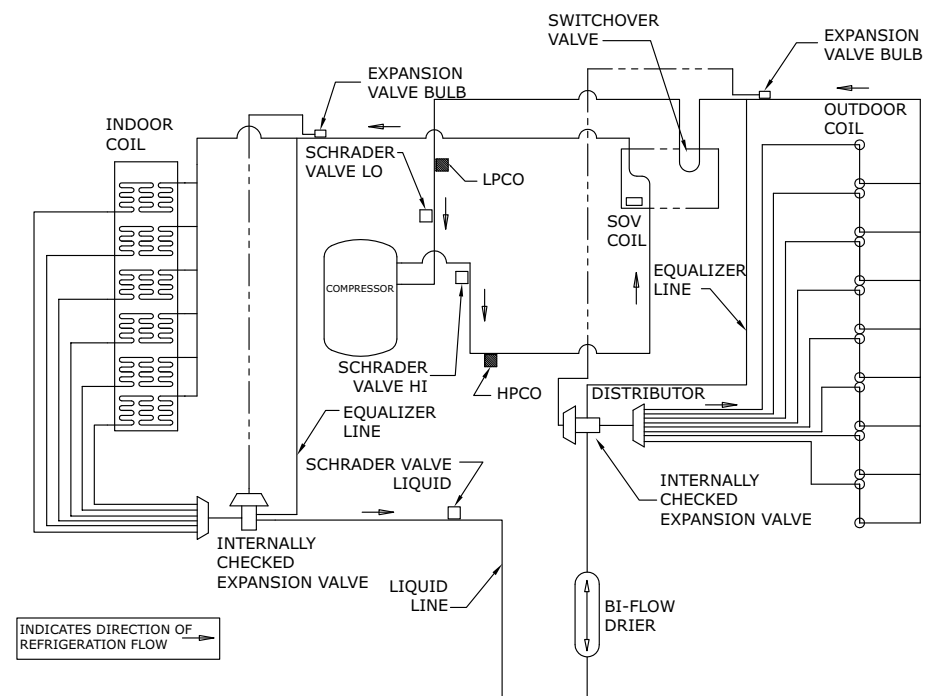 SWITCHOVER
VALVE
EXPANSION
VALVE BULB
EXPANSION
VALVE BULB
INDOOR
COIL
OUTDOOR
COIL
SCHRADER
VALVE LO
LPCO
SOV
COIL
EQUALIZER
LINE
COMPRESSOR
SCHRADER
VALVE HI
HPCO
DISTRIBUTOR
EQUALIZER
LINE
SCHRADER VALVE
LIQUID
INTERNALLY
CHECKED
EXPANSION VALVE
INTERNALLY
CHECKED
EXPANSION VALVE
LIQUID
LINE
BI-FLOW
DRIER
INDICATES DIRECTION OF
REFRIGERATION FLOW